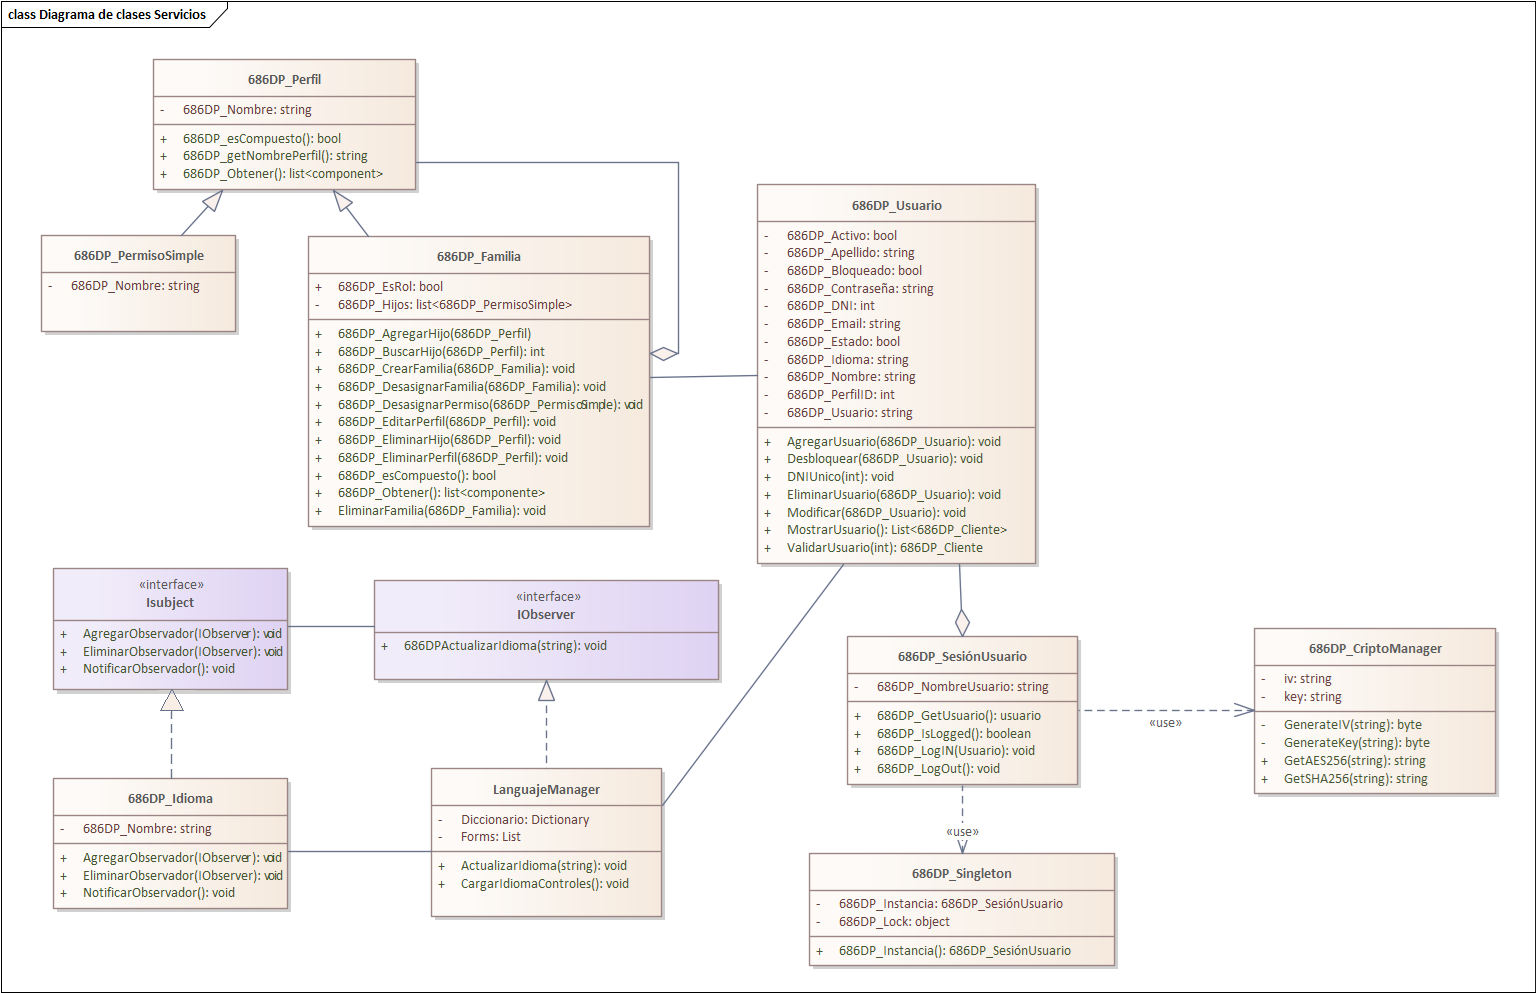 class Diagrama de clases Servicios
686DP_Perfil
- 686DP_Nombre: string
+ 686DP_esCompuesto(): bool
+ 686DP_getNombrePerfil(): string
+ 686DP_Obtener(): list<component>
686DP_PermisoSimple
- 686DP_Nombre: string
686DP_Familia
+ 686DP_EsRol: bool
- 686DP_Hijos: list<686DP_PermisoSimple>
+ 686DP_AgregarHijo(686DP_Perfil)
+ 686DP_BuscarHijo(686DP_Perfil): int
+ 686DP_CrearFamilia(686DP_Familia): void
+ 686DP_DesasignarFamilia(686DP_Familia): void
+ 686DP_DesasignarPermiso(686DP_PermisoSimple): void
+ 686DP_EditarPerfil(686DP_Perfil): void
+ 686DP_EliminarHijo(686DP_Perfil): void
+ 686DP_EliminarPerfil(686DP_Perfil): void
+ 686DP_esCompuesto(): bool
+ 686DP_Obtener(): list<componente>
+ EliminarFamilia(686DP_Familia): void
686DP_Usuario
- 686DP_Activo: bool
- 686DP_Apellido: string
- 686DP_Bloqueado: bool
- 686DP_Contraseña: string
- 686DP_DNI: int
- 686DP_Email: string
- 686DP_Estado: bool
- 686DP_Idioma: string
- 686DP_Nombre: string
- 686DP_PerfilID: int
- 686DP_Usuario: string
+ AgregarUsuario(686DP_Usuario): void
+ Desbloquear(686DP_Usuario): void
+ DNIUnico(int): void
+ EliminarUsuario(686DP_Usuario): void
+ Modificar(686DP_Usuario): void
+ MostrarUsuario(): List<686DP_Cliente>
+ ValidarUsuario(int): 686DP_Cliente
«interface»
Isubject
+ AgregarObservador(IObserver): void
+ EliminarObservador(IObserver): void
+ NotificarObservador(): void
«interface»
IObserver
+ 686DPActualizarIdioma(string): void
686DP_SesiónUsuario
- 686DP_NombreUsuario: string
+ 686DP_GetUsuario(): usuario
+ 686DP_IsLogged(): boolean
+ 686DP_LogIN(Usuario): void
+ 686DP_LogOut(): void
«use»
686DP_CriptoManager
- iv: string
- key: string
- GenerateIV(string): byte
- GenerateKey(string): byte
+ GetAES256(string): string
+ GetSHA256(string): string
686DP_Idioma
- 686DP_Nombre: string
+ AgregarObservador(IObserver): void
+ EliminarObservador(IObserver): void
+ NotificarObservador(): void
LanguajeManager
- Diccionario: Dictionary
- Forms: List
+ ActualizarIdioma(string): void
+ CargarIdiomaControles(): void
«use»
686DP_Singleton
- 686DP_Instancia: 686DP_SesiónUsuario
- 686DP_Lock: object
+ 686DP_Instancia(): 686DP_SesiónUsuario